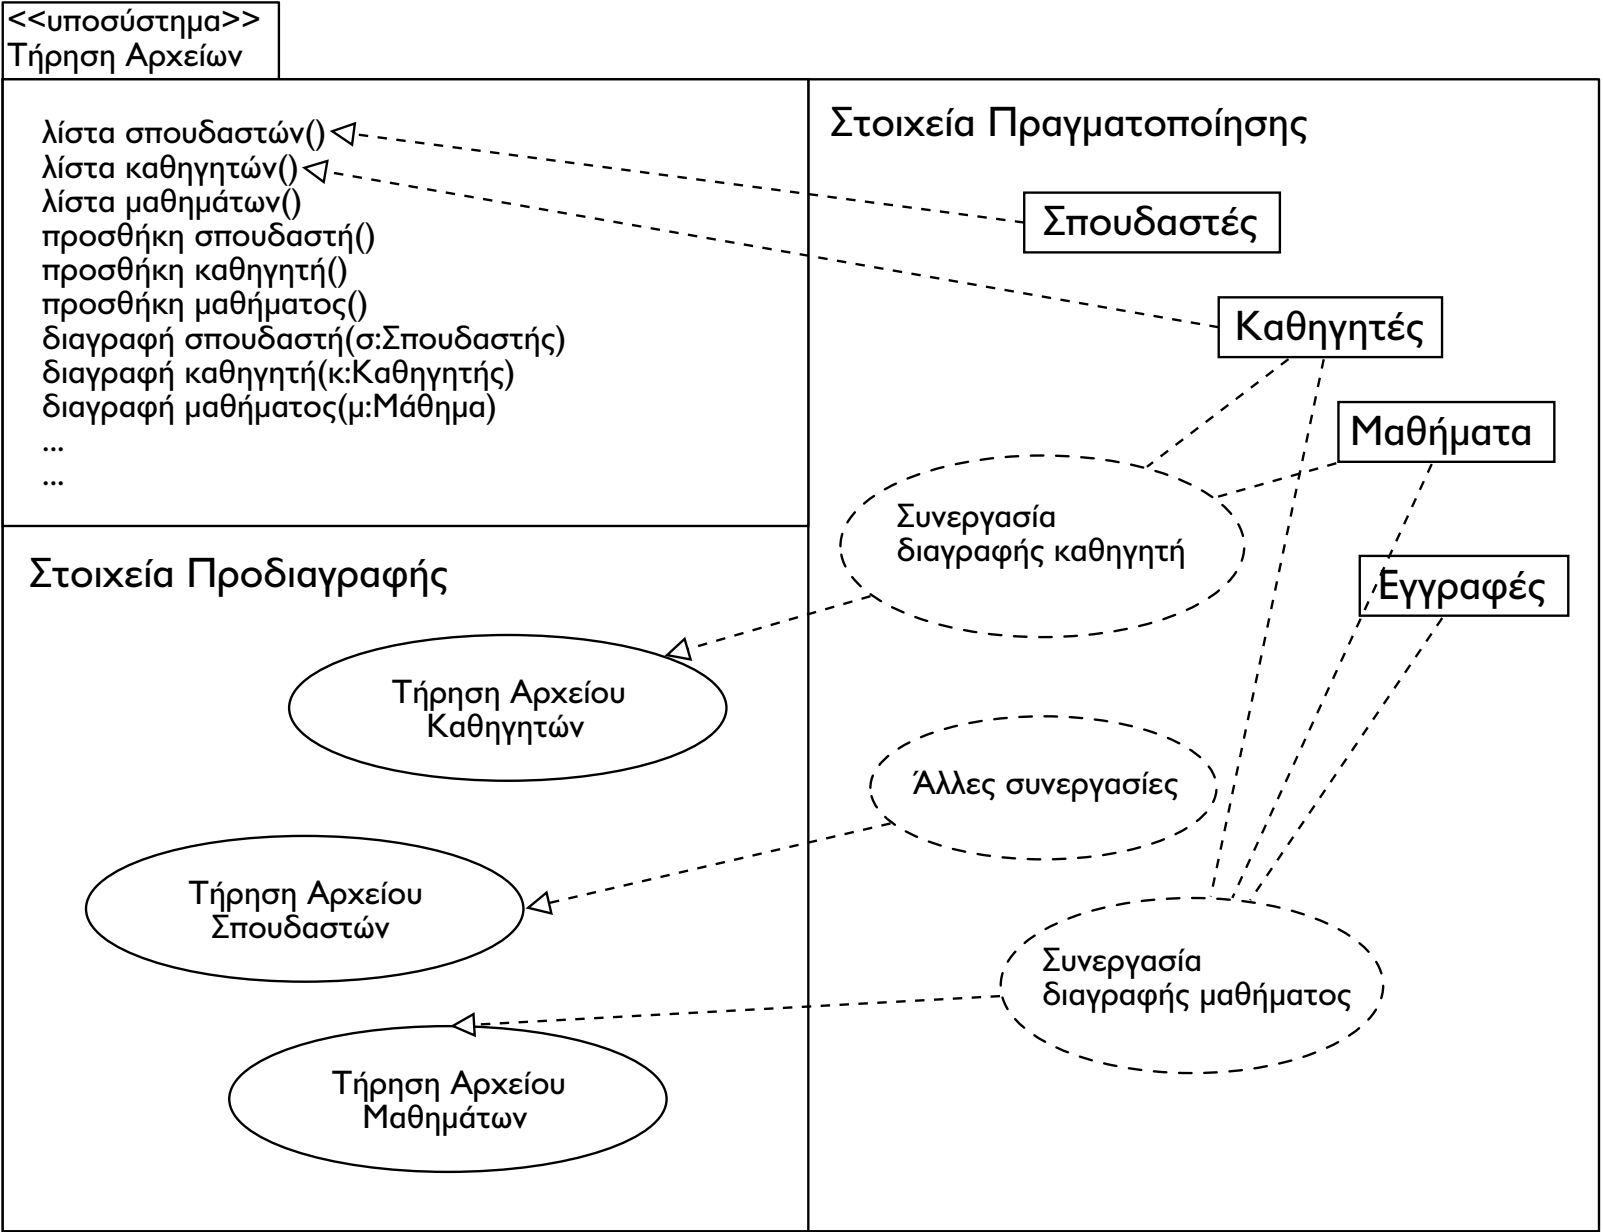 <<υποσύστημα>>
Τήρηση Αρχείων
λίστα σπουδαστών()
λίστα καθηγητών()
λίστα μαθημάτων()
προσθήκη σπουδαστή()
προσθήκη καθηγητή()
προσθήκη μαθήματος()
διαγραφή σπουδαστή(σ:Σπουδαστής)
διαγραφή καθηγητή(κ:Καθηγητής)
διαγραφή μαθήματος(μ:Μάθημα)
...
...
Στοιχεία Προδιαγραφής
Τήρηση Αρχείου
Καθηγητών
Τήρηση Αρχείου
Σπουδαστών
Τήρηση Αρχείου
Μαθημάτων
Στοιχεία Πραγματοποίησης
Σπουδαστές
Καθηγητές
Μαθήματα
Συνεργασία
διαγραφής καθηγητή
Εγγραφές
Άλλες συνεργασίες
Συνεργασία
διαγραφής μαθήματος